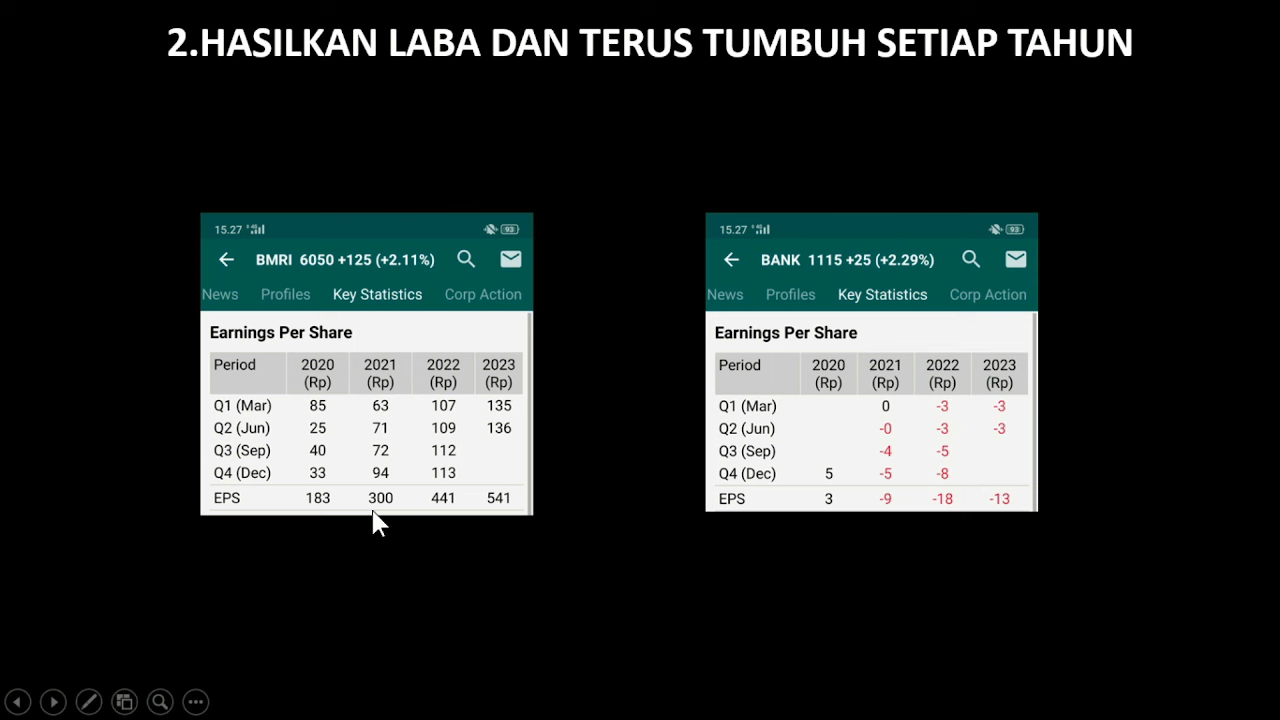 2.HASILKAN LABA DAN TERUS TUMBUH SETIAP TAHUN
15.27 93
BMRI 6050 +125 (+2.11%)
News Profiles Key Statistics Corp Action
Earnings Per Share
Period 2020 (Rp) 2021 (Rp) 2022 (Rp) 2023 (Rp)
Q1 (Mar) 85 63 107 135
Q2 (Jun) 25 71 109 136
Q3 (Sep) 40 72 112
Q4 (Dec) 33 94 113
EPS 183 300 441 541
15.27 93
BANK 1115 +25 (+2.29%)
News Profiles Key Statistics Corp Action
Earnings Per Share
Period 2020 (Rp) 2021 (Rp) 2022 (Rp) 2023 (Rp)
Q1 (Mar) 0 -3 -3
Q2 (Jun) -0 -3 -3
Q3 (Sep) -4 -5
Q4 (Dec) 5 -5 -8
EPS 3 -9 -18 -13